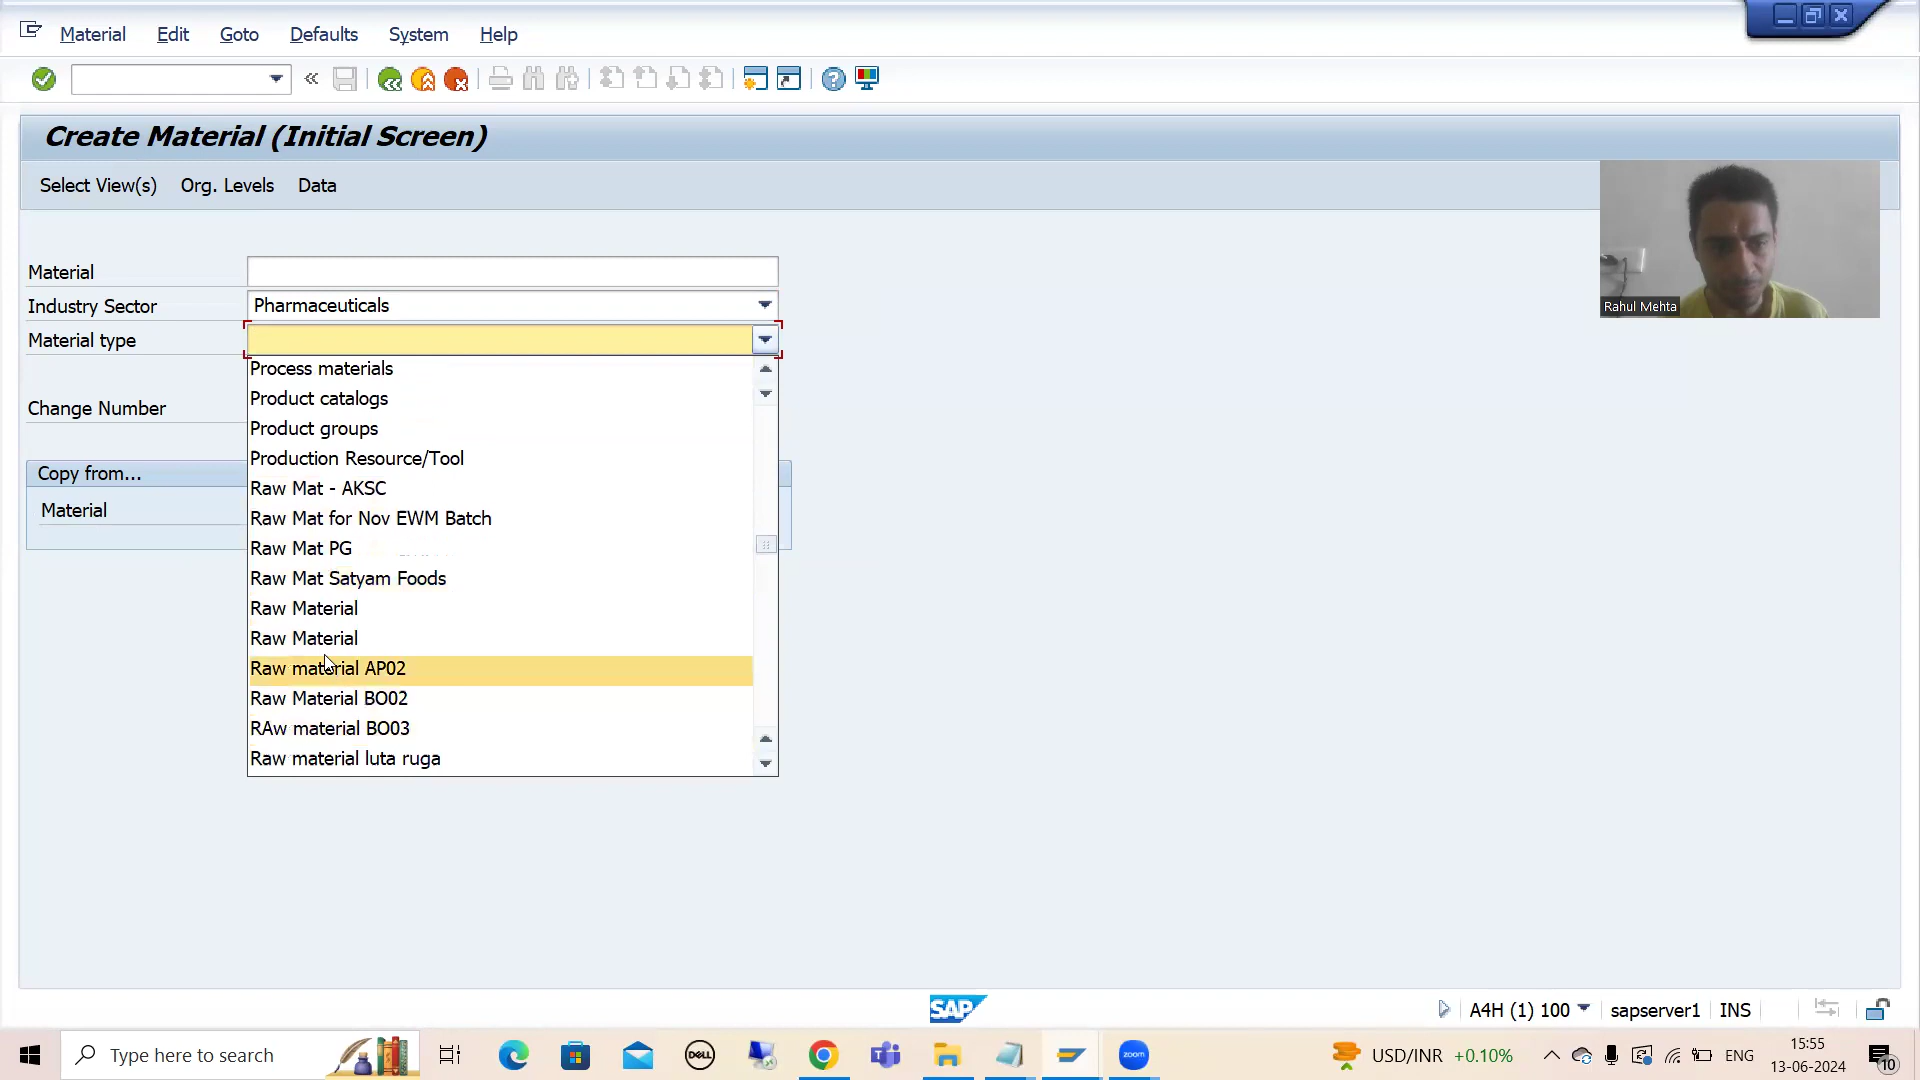 Material Edit Goto Defaults System Help
Create Material (Initial Screen)
Select View(s) Org. Levels Data
Material
Industry Sector Pharmaceuticals
Material type
Process materials
Product catalogs
Change Number
Product groups
Production Resource/Tool
Copy from...
Raw Mat - AKSC
Material
Raw Mat for Nov EWM Batch
Raw Mat PG
Raw Mat Satyam Foods
Raw Material
Raw Material
Raw material AP02
Raw Material BO02
RAw material BO03
Raw material luta ruga
Rahul Mehta
SAP
A4H (1) 100 sapserver1 INS
Type here to search
DELL
zoom
USD/INR +0.10%
ENG
15:55
13-06-2024
10